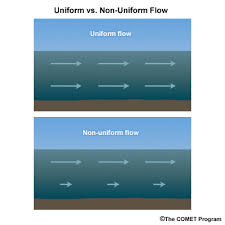 Uniform vs. Non-Uniform Flow
Uniform flow
Non-uniform flow
©The COMET Program